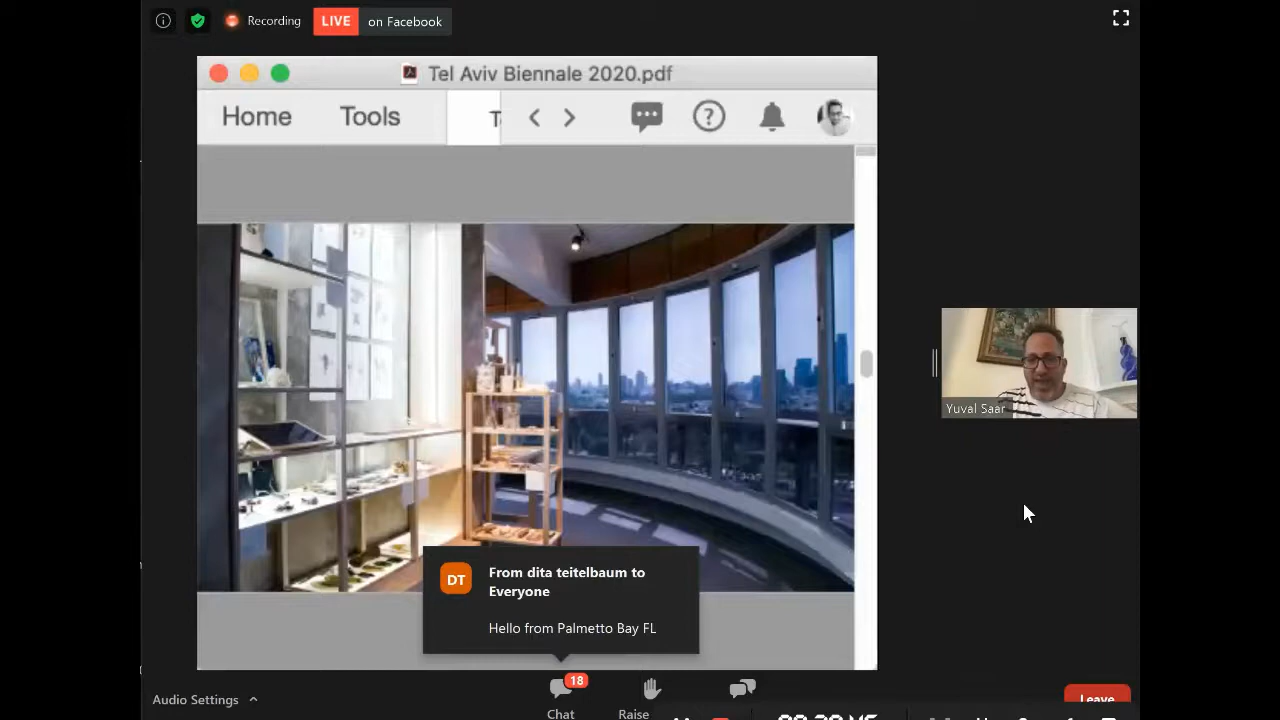 Recording
LIVE on Facebook
Tel Aviv Biennale 2020.pdf
Home Tools
Yuval Saar
DT
From dita teitelbaum to
Everyone
Hello from Palmetto Bay FL
Audio Settings
18
Chat
Raise
Leave